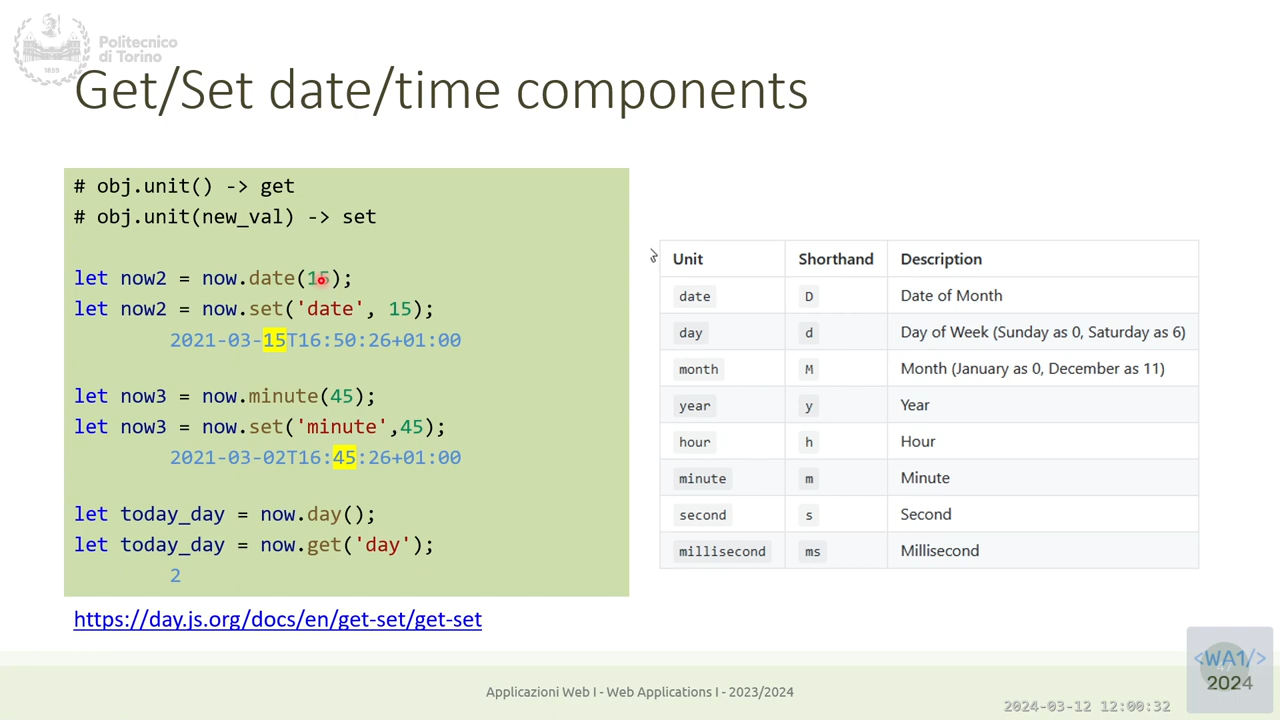 Politecnico
di Torino
1859
Get/Set date/time components
# obj.unit() -> get
# obj.unit(new_val) -> set
let now2 = now.date(15);
let now2 = now.set('date', 15);
2021-03-15T16:50:26+01:00
let now3 = now.minute(45);
let now3 = now.set('minute',45);
2021-03-02T16:45:26+01:00
let today_day = now.day();
let today_day = now.get('day');
2
https://day.js.org/docs/en/get-set/get-set
Unit Shorthand Description
date D Date of Month
day d Day of Week (Sunday as 0, Saturday as 6)
month M Month (January as 0, December as 11)
year y Year
hour h Hour
minute m Minute
second s Second
millisecond ms Millisecond
Applicazioni Web I - Web Applications I - 2023/2024
2024-03-12 12:00:32
<WA1/>
2024